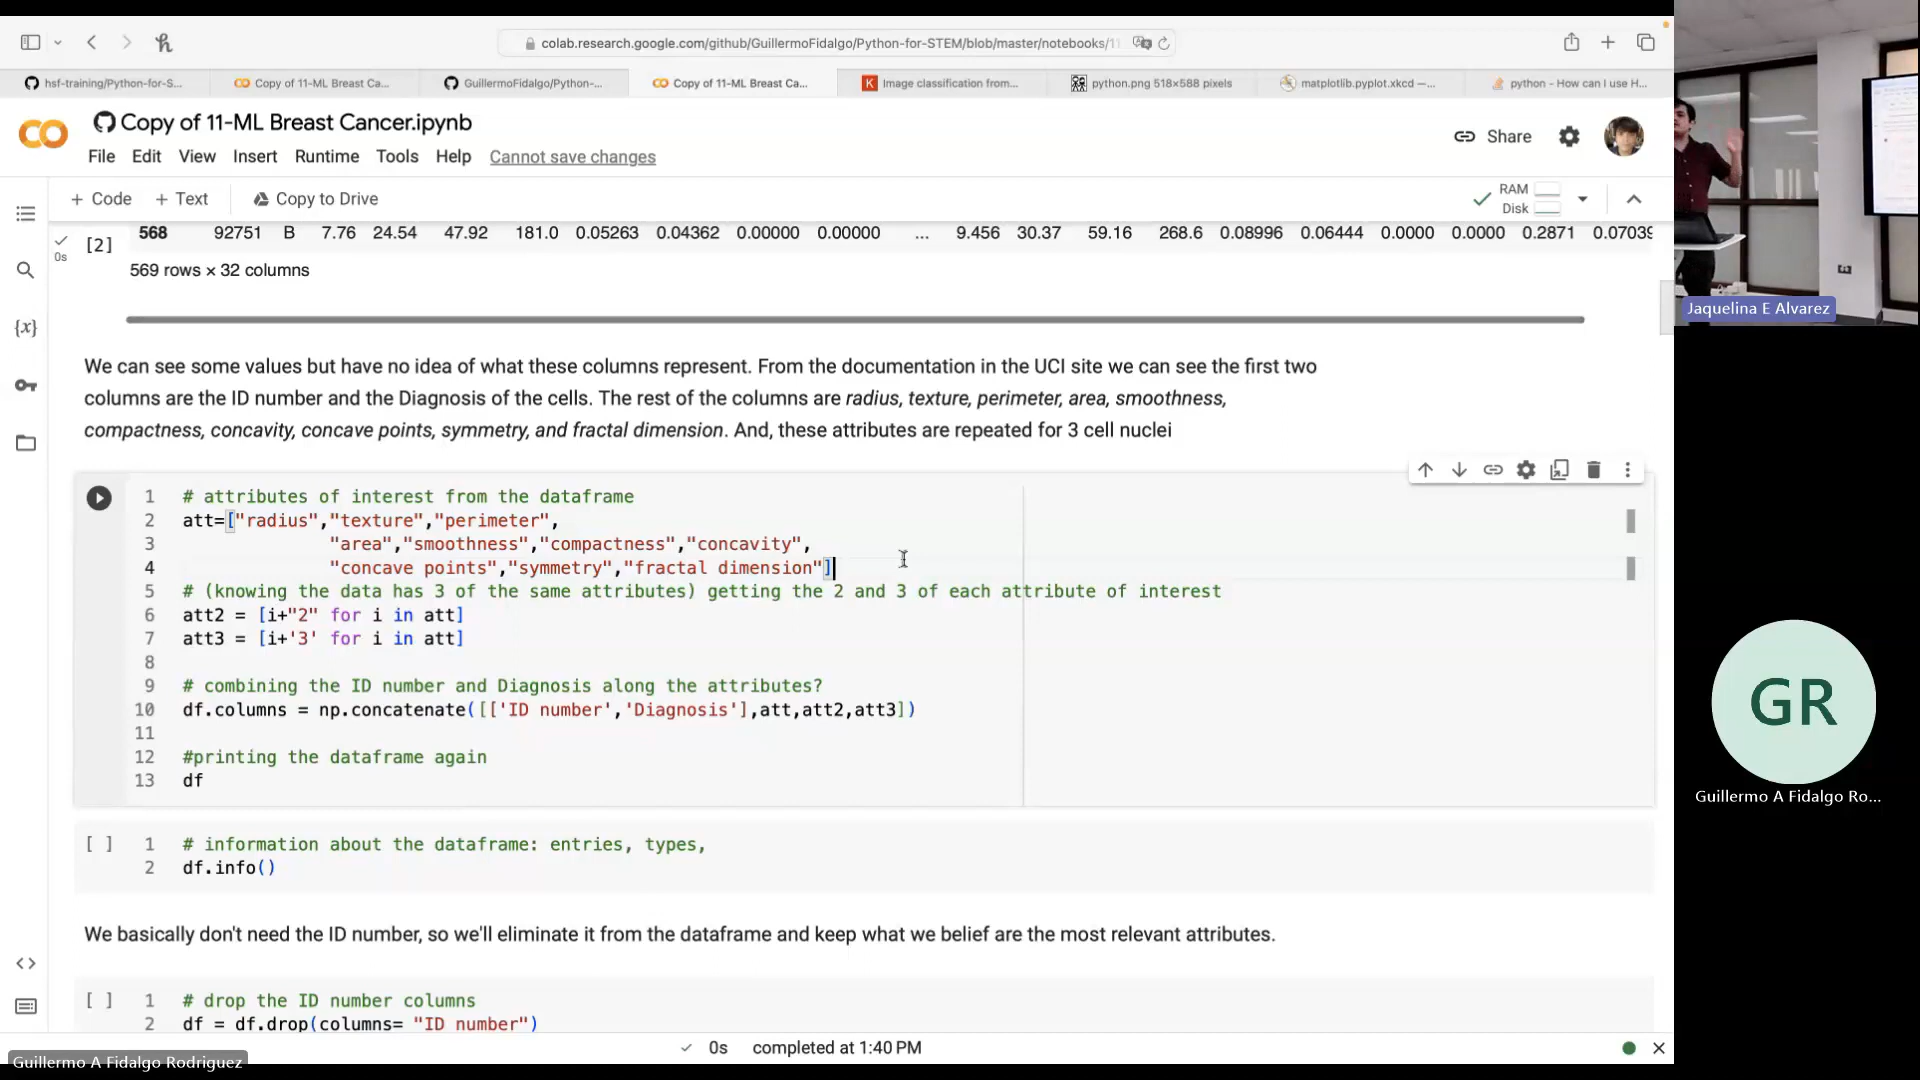 colab.research.google.com/github/GuillermoFidalgo/Python-for-STEM/blob/master/notebooks/1
hsf-training/Python-for-S...
Copy of 11-ML Breast Ca...
GuillermoFidalgo/Python-...
Copy of 11-ML Breast Ca...
Image classification from...
python.png 518×588 pixels
matplotlib.pyplot.xkcd —...
python - How can I use H...
Copy of 11-ML Breast Cancer.ipynb
Share
File Edit View Insert Runtime Tools Help Cannot save changes
+ Code + Text Copy to Drive
RAM
Disk
568 92751 B 7.76 24.54 47.92 181.0 0.05263 0.04362 0.00000 0.00000 ... 9.456 30.37 59.16 268.6 0.08996 0.06444 0.0000 0.0000 0.2871 0.07039
[2]
0s
569 rows × 32 columns
We can see some values but have no idea of what these columns represent. From the documentation in the UCI site we can see the first two
columns are the ID number and the Diagnosis of the cells. The rest of the columns are radius, texture, perimeter, area, smoothness,
compactness, concavity, concave points, symmetry, and fractal dimension. And, these attributes are repeated for 3 cell nuclei
1 # attributes of interest from the dataframe
2 att=["radius","texture","perimeter",
3 "area","smoothness","compactness","concavity",
4 "concave points","symmetry","fractal dimension"]
5 # (knowing the data has 3 of the same attributes) getting the 2 and 3 of each attribute of interest
6 att2 = [i+"2" for i in att]
7 att3 = [i+'3' for i in att]
8
9 # combining the ID number and Diagnosis along the attributes?
10 df.columns = np.concatenate([['ID number','Diagnosis'],att,att2,att3])
11
12 #printing the dataframe again
13 df
[ ] 1 # information about the dataframe: entries, types,
2 df.info()
We basically don't need the ID number, so we'll eliminate it from the dataframe and keep what we belief are the most relevant attributes.
[ ] 1 # drop the ID number columns
2 df = df.drop(columns= "ID number")
0s completed at 1:40 PM
Guillermo A Fidalgo Rodriguez
Jaquelina E Alvarez
GR
Guillermo A Fidalgo Ro...